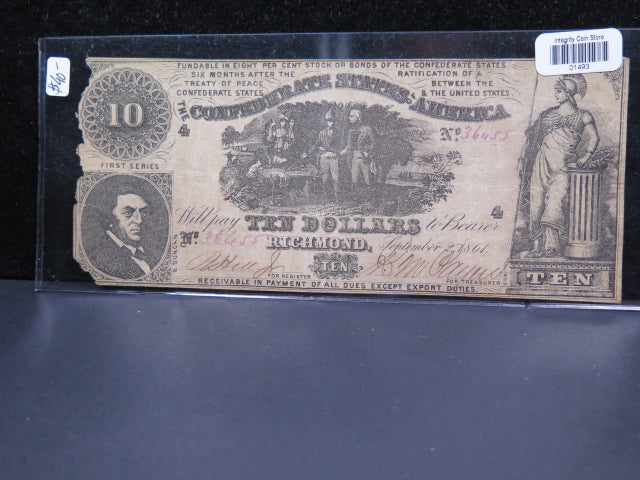 Integrity Coin Store
01493
$40-
FUNDABLE IN EIGHT PER CENT STOCK OR BONDS OF THE CONFEDERATE STATES
SIX MONTHS AFTER THE RATIFICATION OF A
TREATY OF PEACE BETWEEN THE
CONFEDERATE STATES & THE UNITED STATES.
THE
CONFEDERATE STATES, AMERICA
10
4
No. 36455
FIRST SERIES
4
Will pay TEN DOLLARS to Bearer
No. 36455
RICHMOND, September 2, 1861.
B. DUNCAN
TEN
FOR REGISTER
FOR TREASURER
TEN
RECEIVABLE IN PAYMENT OF ALL DUES EXCEPT EXPORT DUTIES.